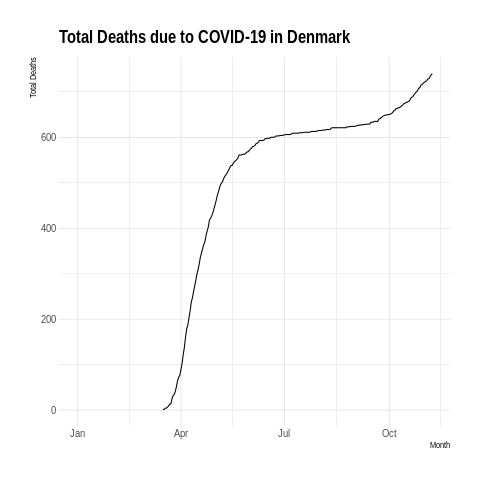 Total Deaths due to COVID-19 in Denmark
Total Deaths
600
400
200
0
Jan Apr Jul Oct
Month